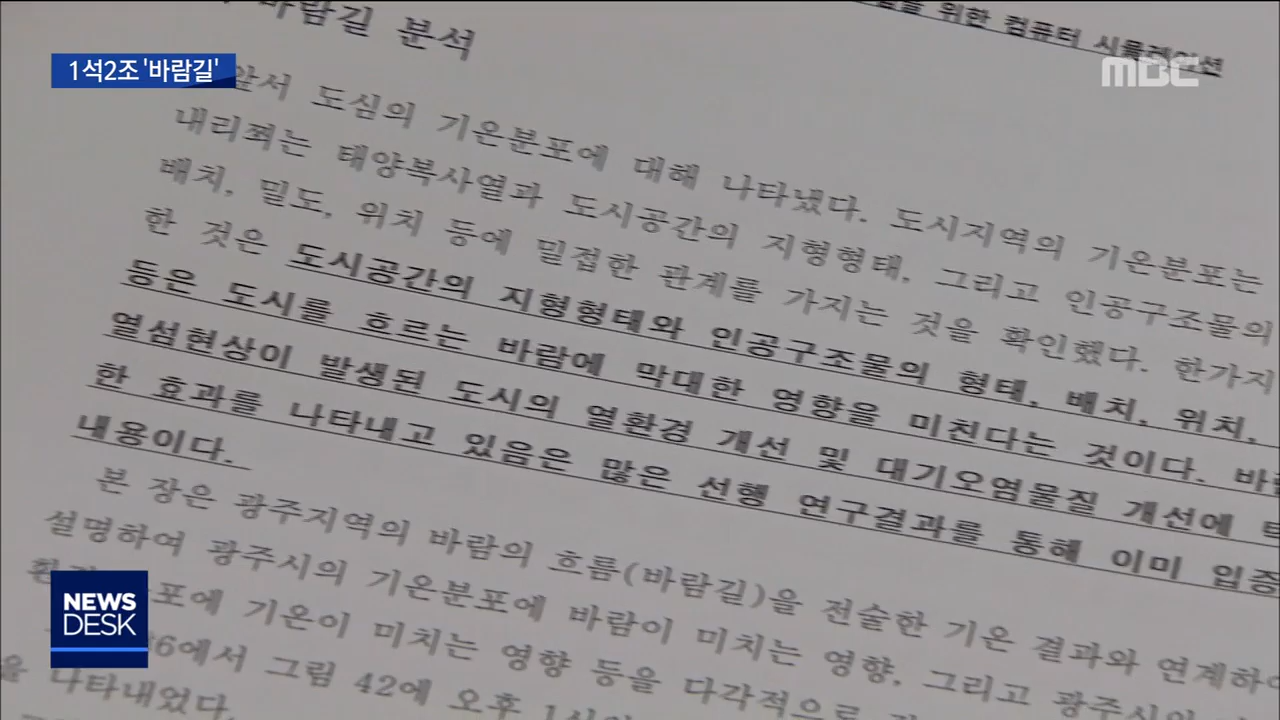 바람길 분석
위한 컴퓨터 시뮬레이션
1석2조 '바람길'
MBC
앞서 도심의 기온분포에 대해 나타냈다. 도시지역의 기온분포는
내리쬐는 태양복사열과 도시공간의 지형형태, 그리고 인공구조물의
배치, 밀도, 위치 등에 밀접한 관계를 가지는 것을 확인했다. 한가지
한 것은 도시공간의 지형형태와 인공구조물의 형태, 배치, 위치,
등은 도시를 흐르는 바람에 막대한 영향을 미친다는 것이다.
열섬현상이 발생된 도시의 열환경 개선 및 대기오염물질 개선에
한 효과를 나타내고 있음은 많은 선행 연구결과를 통해 이미 입증
내용이다.
본 장은 광주지역의 바람의 흐름(바람길)을 전술한 기온 결과와 연계하여
설명하여 광주시의 기온분포에 바람이 미치는 영향, 그리고 광주시의
포에 기온이 미치는 영향 등을 다각적으로
6에서 그림 42에 오후
을 나타내었다.
NEWS
DESK